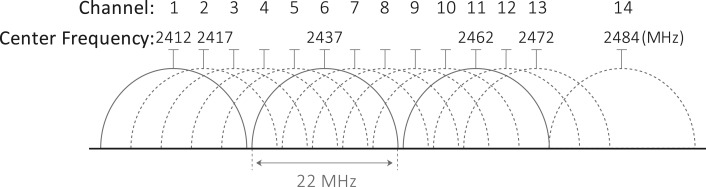 Channel: 1 2 3 4 5 6 7 8 9 10 11 12 13 14
Center Frequency: 2412 2417 2437 2462 2472 2484 (MHz)
22 MHz